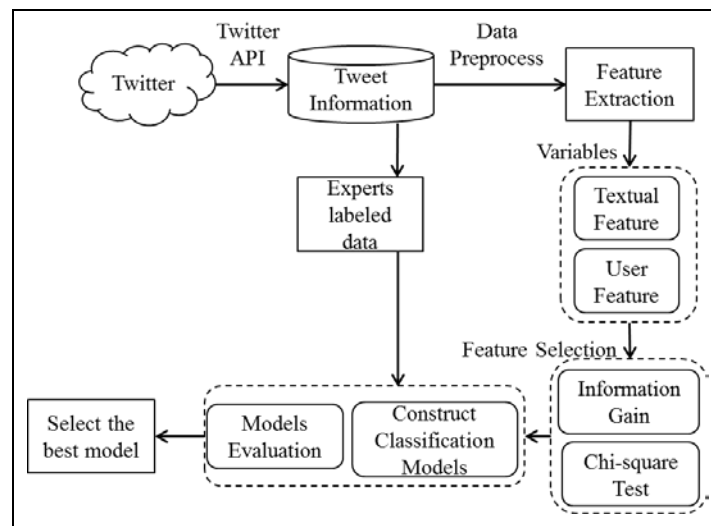 Twitter
Twitter
API
Tweet
Information
Data
Preprocess
Feature
Extraction
Variables
Textual
Feature
User
Feature
Experts
labeled
data
Feature Selection
Information
Gain
Chi-square
Test
Construct
Classification
Models
Models
Evaluation
Select the
best model